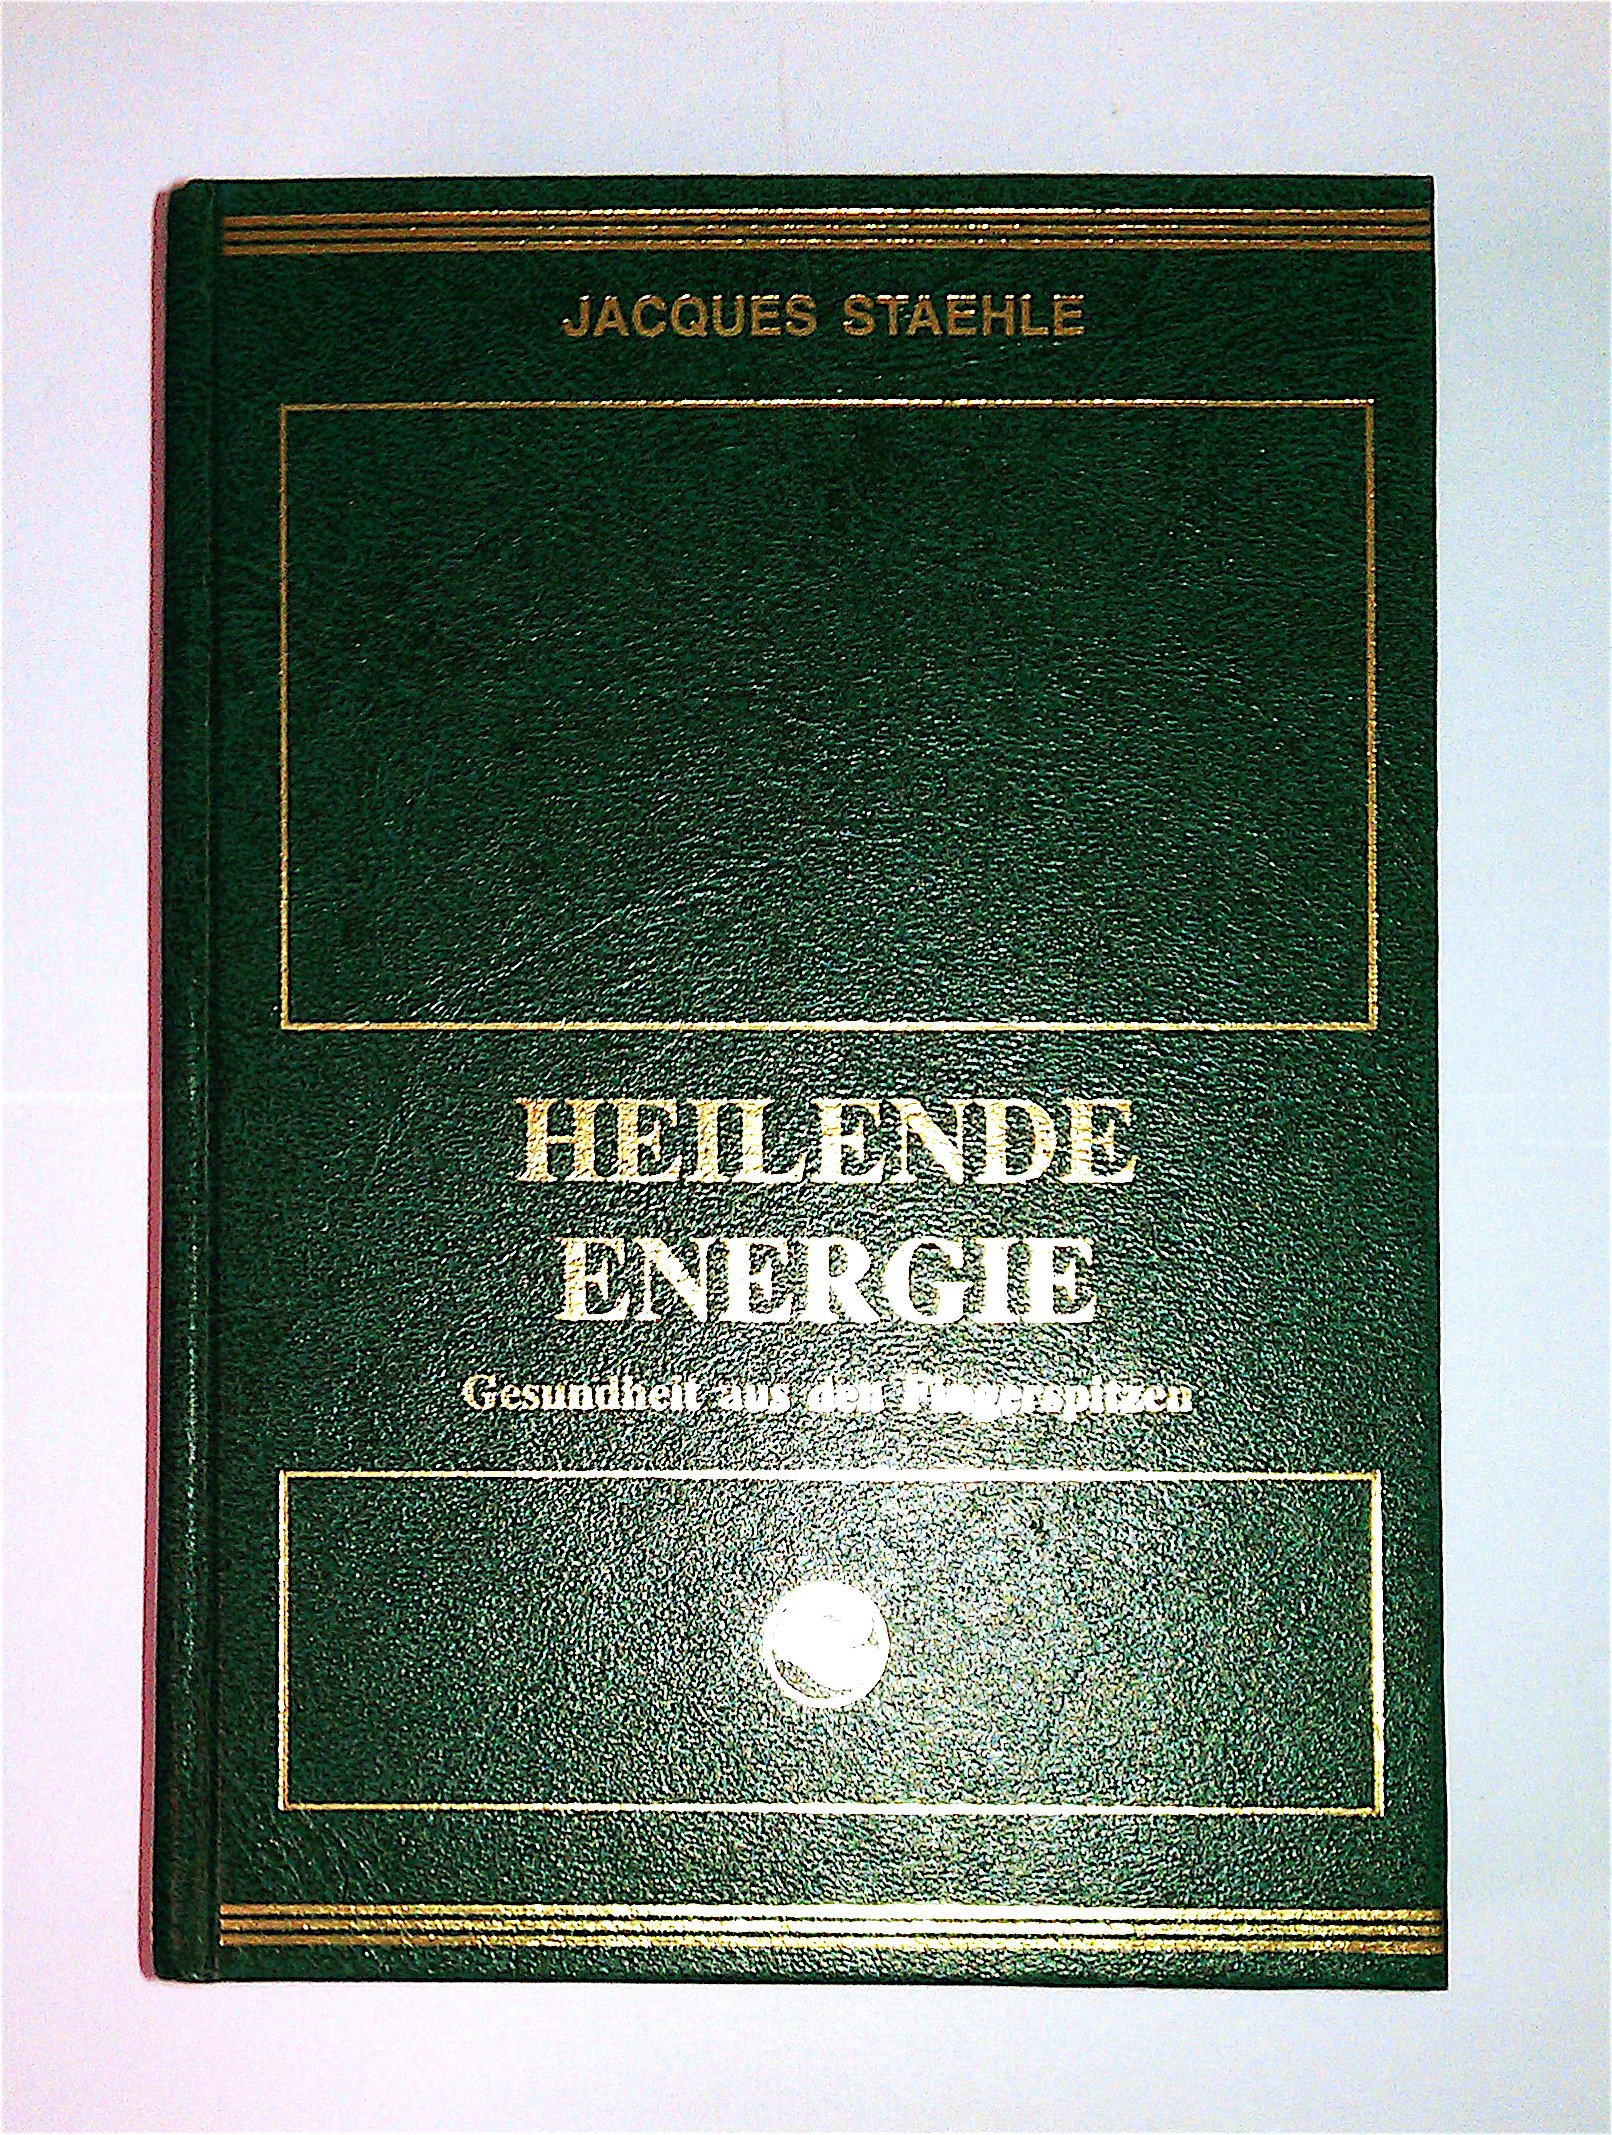 JACQUES STAEHLE
HEILENDE
ENERGIE
Gesundheit aus den Fingerspitzen